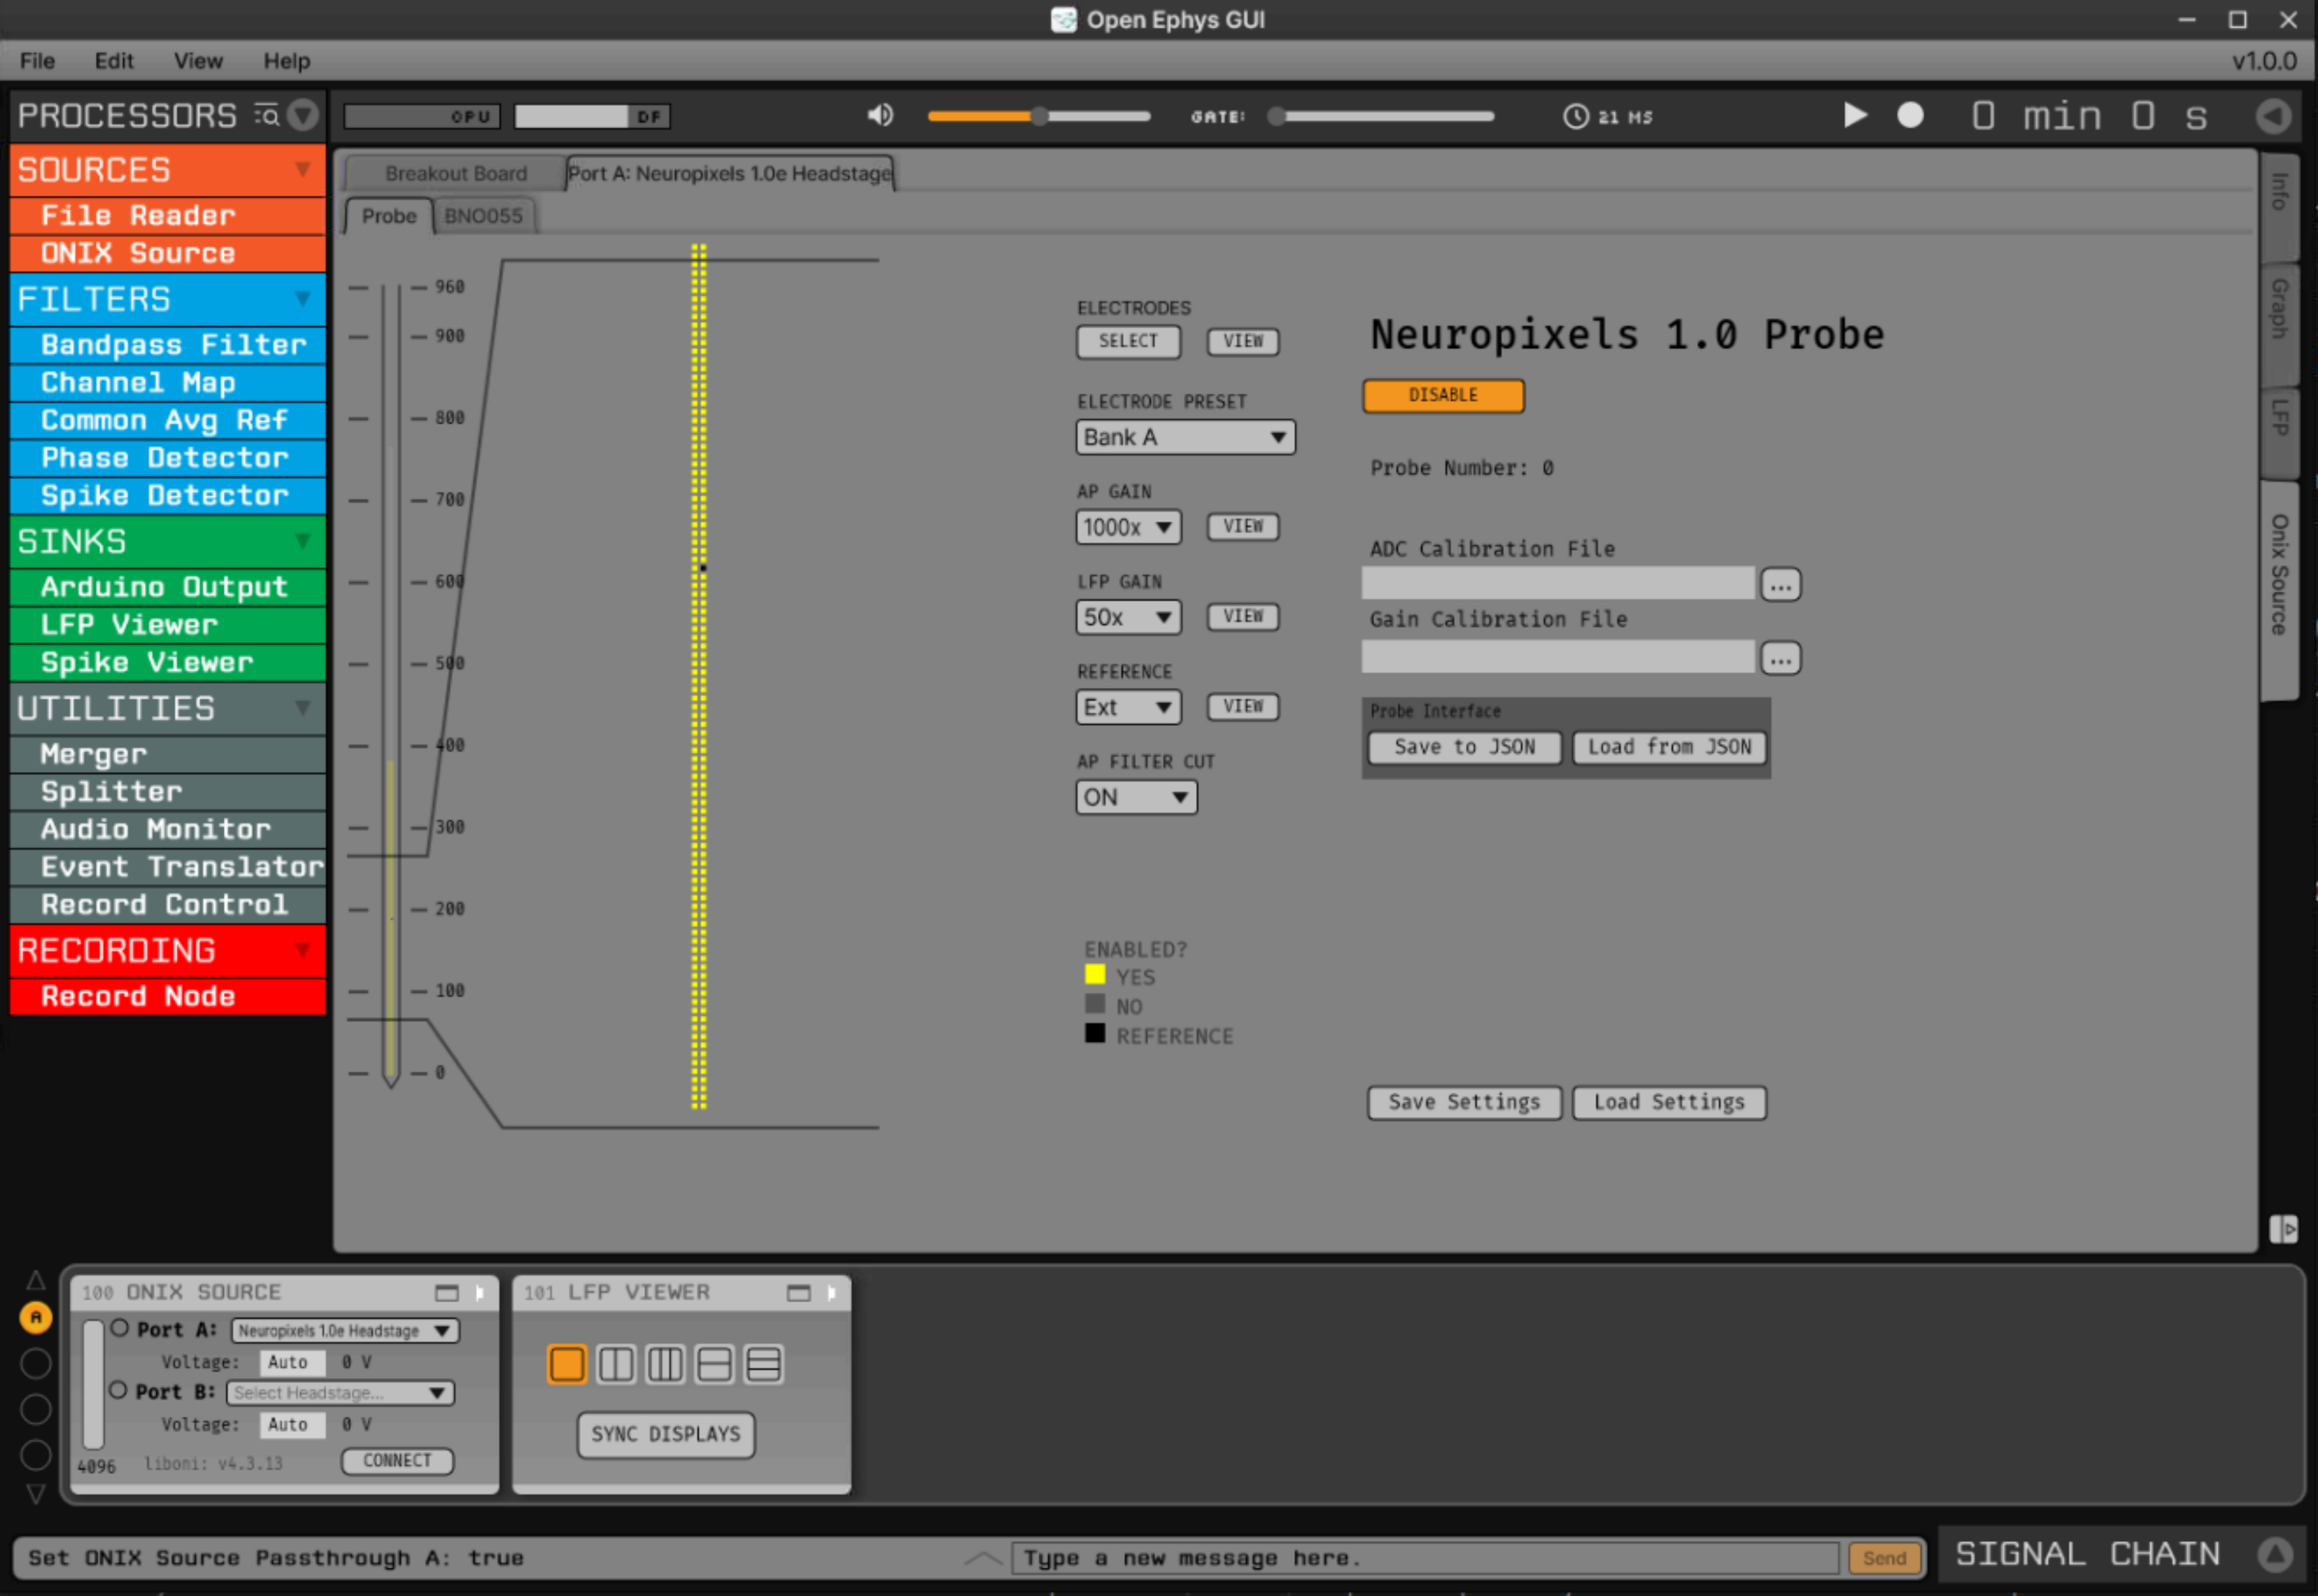 Open Ephys GUI
File Edit View Help v1.0.0
PROCESSORS
CPU DF GATE: 21 MS 0 min 0 s
SOURCES
File Reader
ONIX Source
FILTERS
Bandpass Filter
Channel Map
Common Avg Ref
Phase Detector
Spike Detector
SINKS
Arduino Output
LFP Viewer
Spike Viewer
UTILITIES
Merger
Splitter
Audio Monitor
Event Translator
Record Control
RECORDING
Record Node
Breakout Board Port A: Neuropixels 1.0e Headstage
Probe BNO055
960
900
800
700
600
500
400
300
200
100
0
ELECTRODES
SELECT VIEW
ELECTRODE PRESET
Bank A
AP GAIN
1000x VIEW
LFP GAIN
50x VIEW
REFERENCE
Ext VIEW
AP FILTER CUT
ON
ENABLED?
YES
NO
REFERENCE
Neuropixels 1.0 Probe
DISABLE
Probe Number: 0
ADC Calibration File
...
Gain Calibration File
...
Probe Interface
Save to JSON Load from JSON
Save Settings Load Settings
Info
Graph
LFP
Onix Source
A
100 ONIX SOURCE
Port A: Neuropixels 1.0e Headstage
Voltage: Auto 0 V
Port B: Select Headstage...
Voltage: Auto 0 V
4096 liboni: v4.3.13 CONNECT
101 LFP VIEWER
SYNC DISPLAYS
Set ONIX Source Passthrough A: true
Type a new message here.
Send
SIGNAL CHAIN